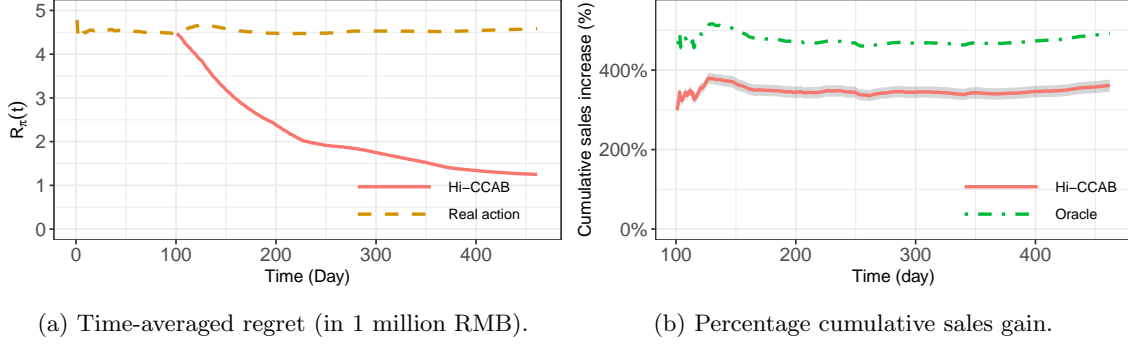 5
4
3
2
1
0
R_π(t)
0
100
200
300
400
Time (Day)
Hi−CCAB
Real action
(a) Time-averaged regret (in 1 million RMB).
400%
200%
0%
Cumulative sales increase (%)
100
200
300
400
Time (day)
Hi−CCAB
Oracle
(b) Percentage cumulative sales gain.